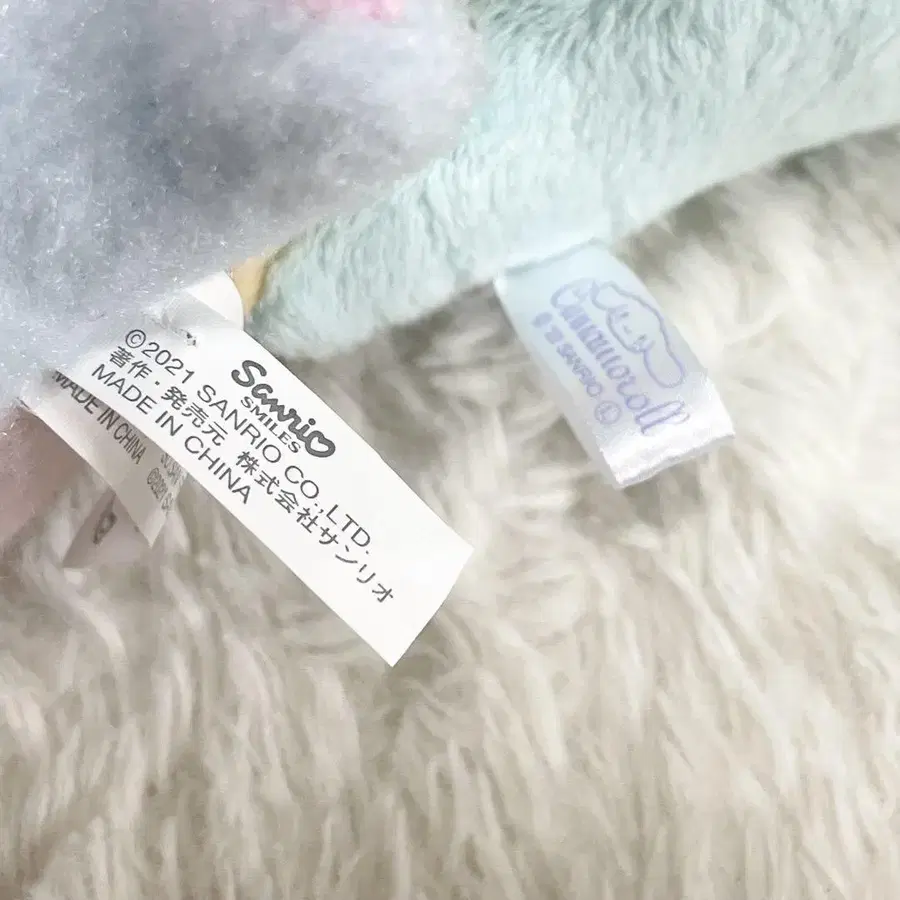 Sanrio
SMILES
©2021 SANRIO CO.,LTD.
著作・発売元 株式会社サンリオ
MADE IN CHINA
MADE IN CHINA
Cinnamoroll
SANRIO Ⓛ